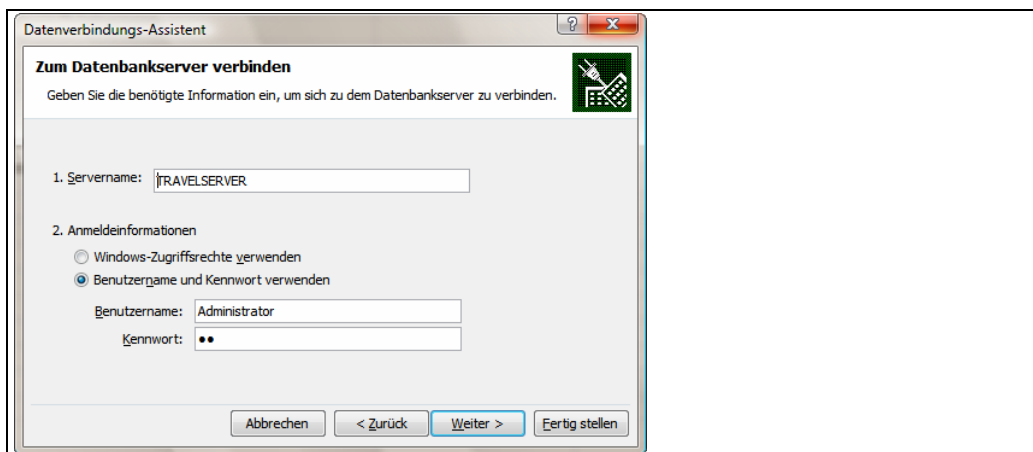 Datenverbindungs-Assistent
Zum Datenbankserver verbinden
Geben Sie die benötigte Information ein, um sich zu dem Datenbankserver zu verbinden.
1. Servername: TRAVELSERVER
2. Anmeldeinformationen
Windows-Zugriffsrechte verwenden
Benutzername und Kennwort verwenden
Benutzername: Administrator
Kennwort: ●●
Abbrechen < Zurück Weiter > Fertig stellen